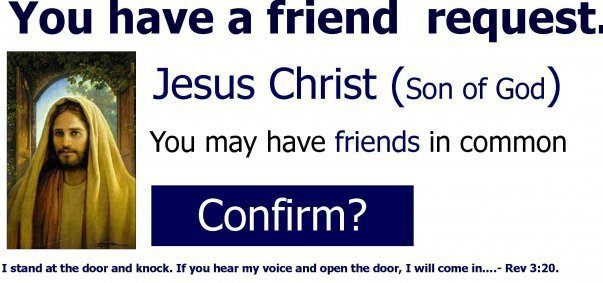 You have a friend request.
Jesus Christ (Son of God)
You may have friends in common
Confirm?
I stand at the door and knock. If you hear my voice and open the door, I will come in....- Rev 3:20.